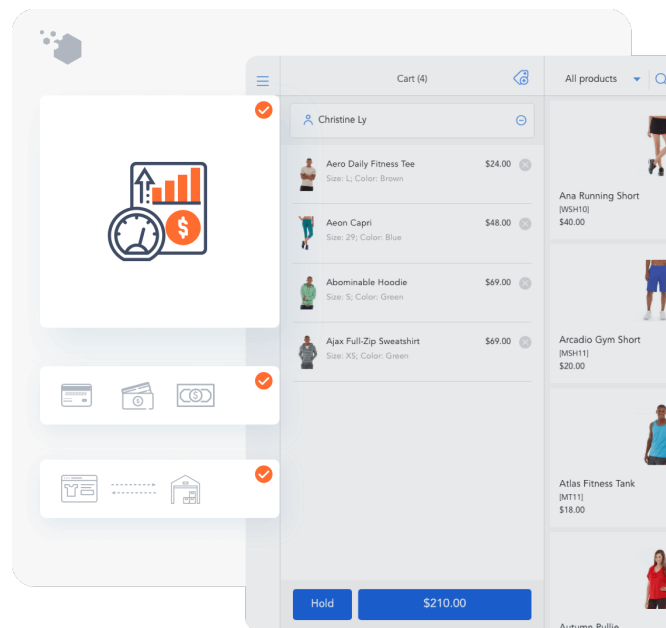 Cart (4)
All products
Christine Ly
Aero Daily Fitness Tee
$24.00
Size: L; Color: Brown
Aeon Capri
$48.00
Size: 29; Color: Blue
Abominable Hoodie
$69.00
Size: S; Color: Green
Ajax Full-Zip Sweatshirt
$69.00
Size: XS; Color: Green
Hold
$210.00
Ana Running Short
[WSH10]
$40.00
Arcadio Gym Short
[MSH11]
$20.00
Atlas Fitness Tank
[MT11]
$18.00
Autumn Pullie
$
$
$